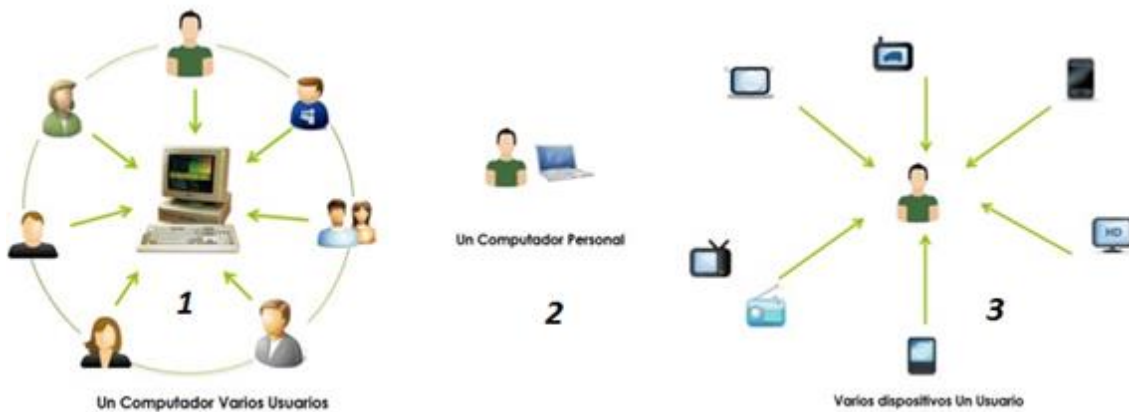 HD
1
Un Computador Varios Usuarios
Un Computador Personal
2
3
Varios dispositivos Un Usuario